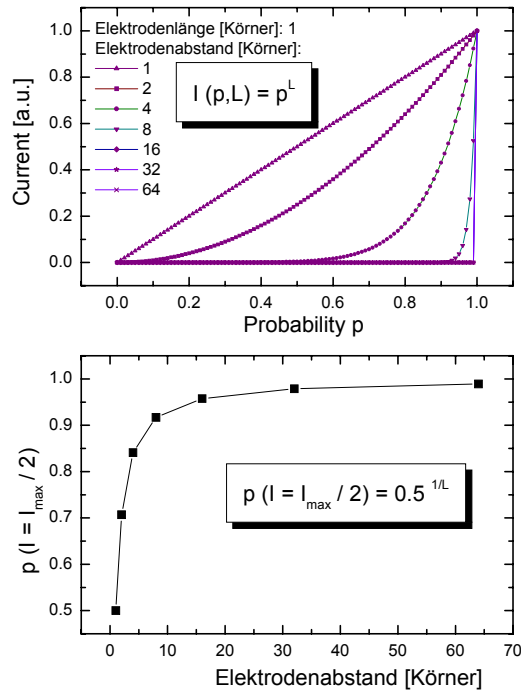 Elektrodenlänge [Körner]: 1
Elektrodenabstand [Körner]:
1
2
4
8
16
32
64
I (p,L) = p^L
Current [a.u.]
1.0
0.8
0.6
0.4
0.2
0.0
0.0 0.2 0.4 0.6 0.8 1.0
Probability p
p (I = I_max / 2)
1.0
0.9
0.8
0.7
0.6
0.5
p (I = I_max / 2) = 0.5 ^1/L
0 10 20 30 40 50 60 70
Elektrodenabstand [Körner]